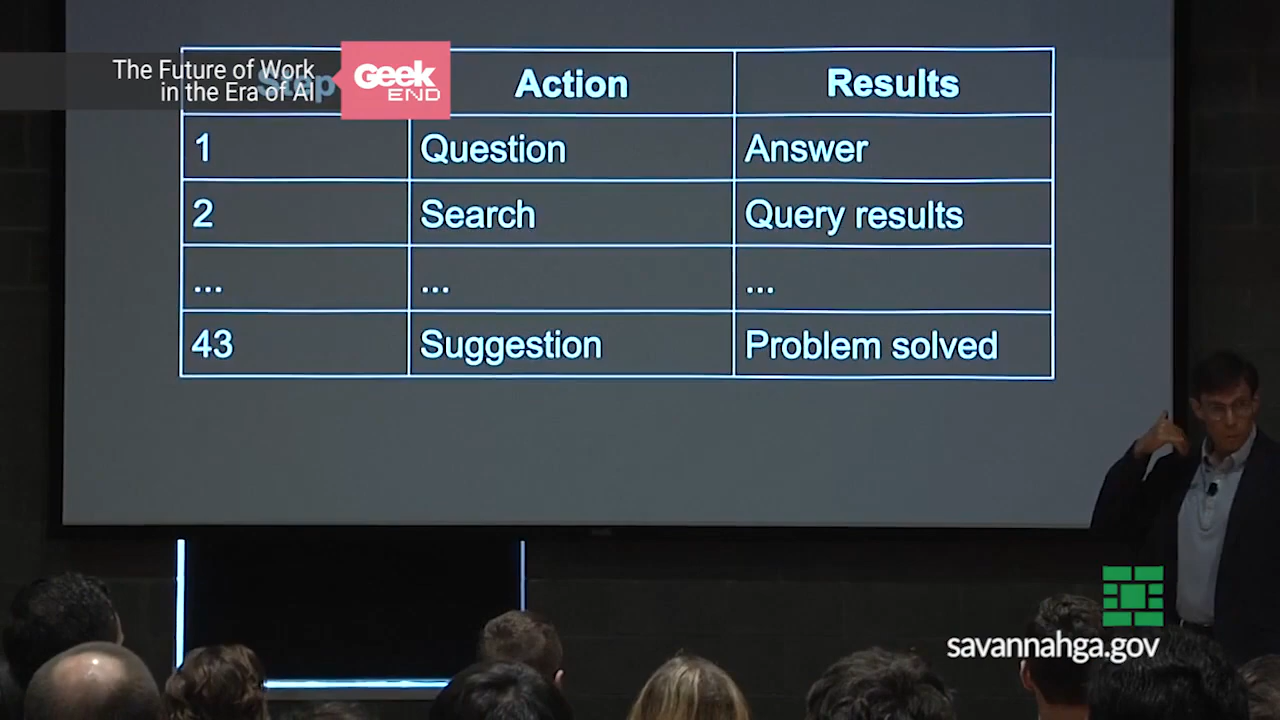 The Future of Work
in the Era of AI
Geek
END
Step Action Results
1 Question Answer
2 Search Query results
... ... ...
43 Suggestion Problem solved
savannahga.gov